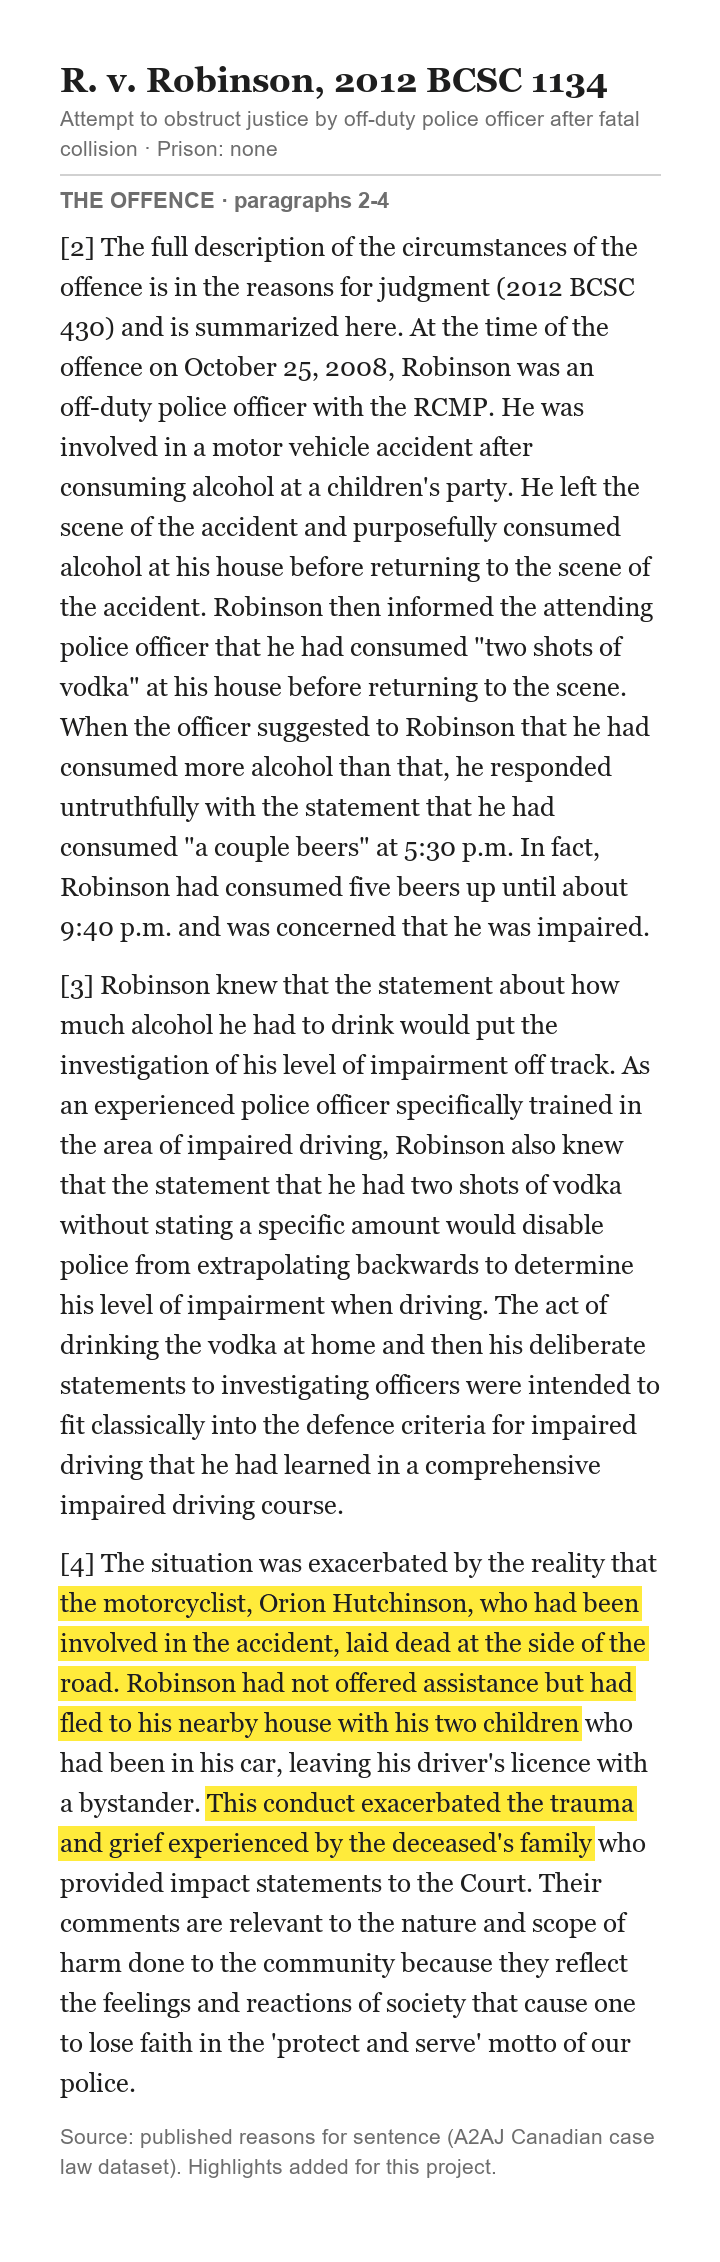 R. v. Robinson, 2012 BCSC 1134
Attempt to obstruct justice by off-duty police officer after fatal
collision · Prison: none
THE OFFENCE · paragraphs 2-4
[2] The full description of the circumstances of the
offence is in the reasons for judgment (2012 BCSC
430) and is summarized here. At the time of the
offence on October 25, 2008, Robinson was an
off-duty police officer with the RCMP. He was
involved in a motor vehicle accident after
consuming alcohol at a children's party. He left the
scene of the accident and purposefully consumed
alcohol at his house before returning to the scene of
the accident. Robinson then informed the attending
police officer that he had consumed "two shots of
vodka" at his house before returning to the scene.
When the officer suggested to Robinson that he had
consumed more alcohol than that, he responded
untruthfully with the statement that he had
consumed "a couple beers" at 5:30 p.m. In fact,
Robinson had consumed five beers up until about
9:40 p.m. and was concerned that he was impaired.
[3] Robinson knew that the statement about how
much alcohol he had to drink would put the
investigation of his level of impairment off track. As
an experienced police officer specifically trained in
the area of impaired driving, Robinson also knew
that the statement that he had two shots of vodka
without stating a specific amount would disable
police from extrapolating backwards to determine
his level of impairment when driving. The act of
drinking the vodka at home and then his deliberate
statements to investigating officers were intended to
fit classically into the defence criteria for impaired
driving that he had learned in a comprehensive
impaired driving course.
[4] The situation was exacerbated by the reality that
the motorcyclist, Orion Hutchinson, who had been
involved in the accident, laid dead at the side of the
road. Robinson had not offered assistance but had
fled to his nearby house with his two children who
had been in his car, leaving his driver's licence with
a bystander. This conduct exacerbated the trauma
and grief experienced by the deceased's family who
provided impact statements to the Court. Their
comments are relevant to the nature and scope of
harm done to the community because they reflect
the feelings and reactions of society that cause one
to lose faith in the 'protect and serve' motto of our
police.
Source: published reasons for sentence (A2AJ Canadian case
law dataset). Highlights added for this project.